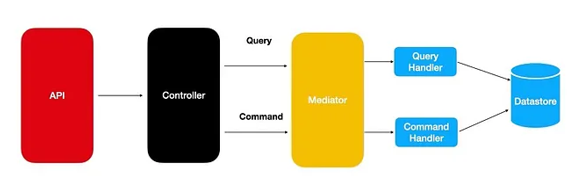 API
Controller
Query
Command
Mediator
Query
Handler
Command
Handler
Datastore